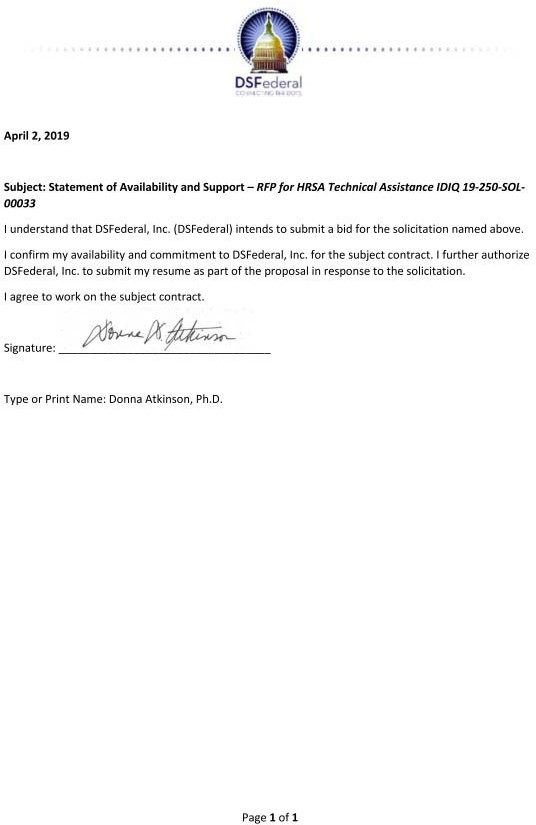 DSFederal
CONNECTING THE DOTS
April 2, 2019
Subject: Statement of Availability and Support – RFP for HRSA Technical Assistance IDIQ 19-250-SOL-
00033
I understand that DSFederal, Inc. (DSFederal) intends to submit a bid for the solicitation named above.
I confirm my availability and commitment to DSFederal, Inc. for the subject contract. I further authorize
DSFederal, Inc. to submit my resume as part of the proposal in response to the solicitation.
I agree to work on the subject contract.
Signature: Donna D. Atkinson
Type or Print Name: Donna Atkinson, Ph.D.
Page 1 of 1